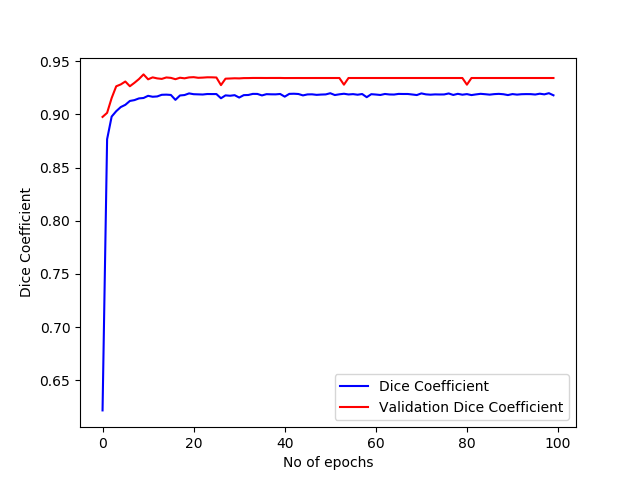 0.95
0.90
0.85
0.80
0.75
0.70
0.65
Dice Coefficient
0 20 40 60 80 100
No of epochs
Dice Coefficient
Validation Dice Coefficient